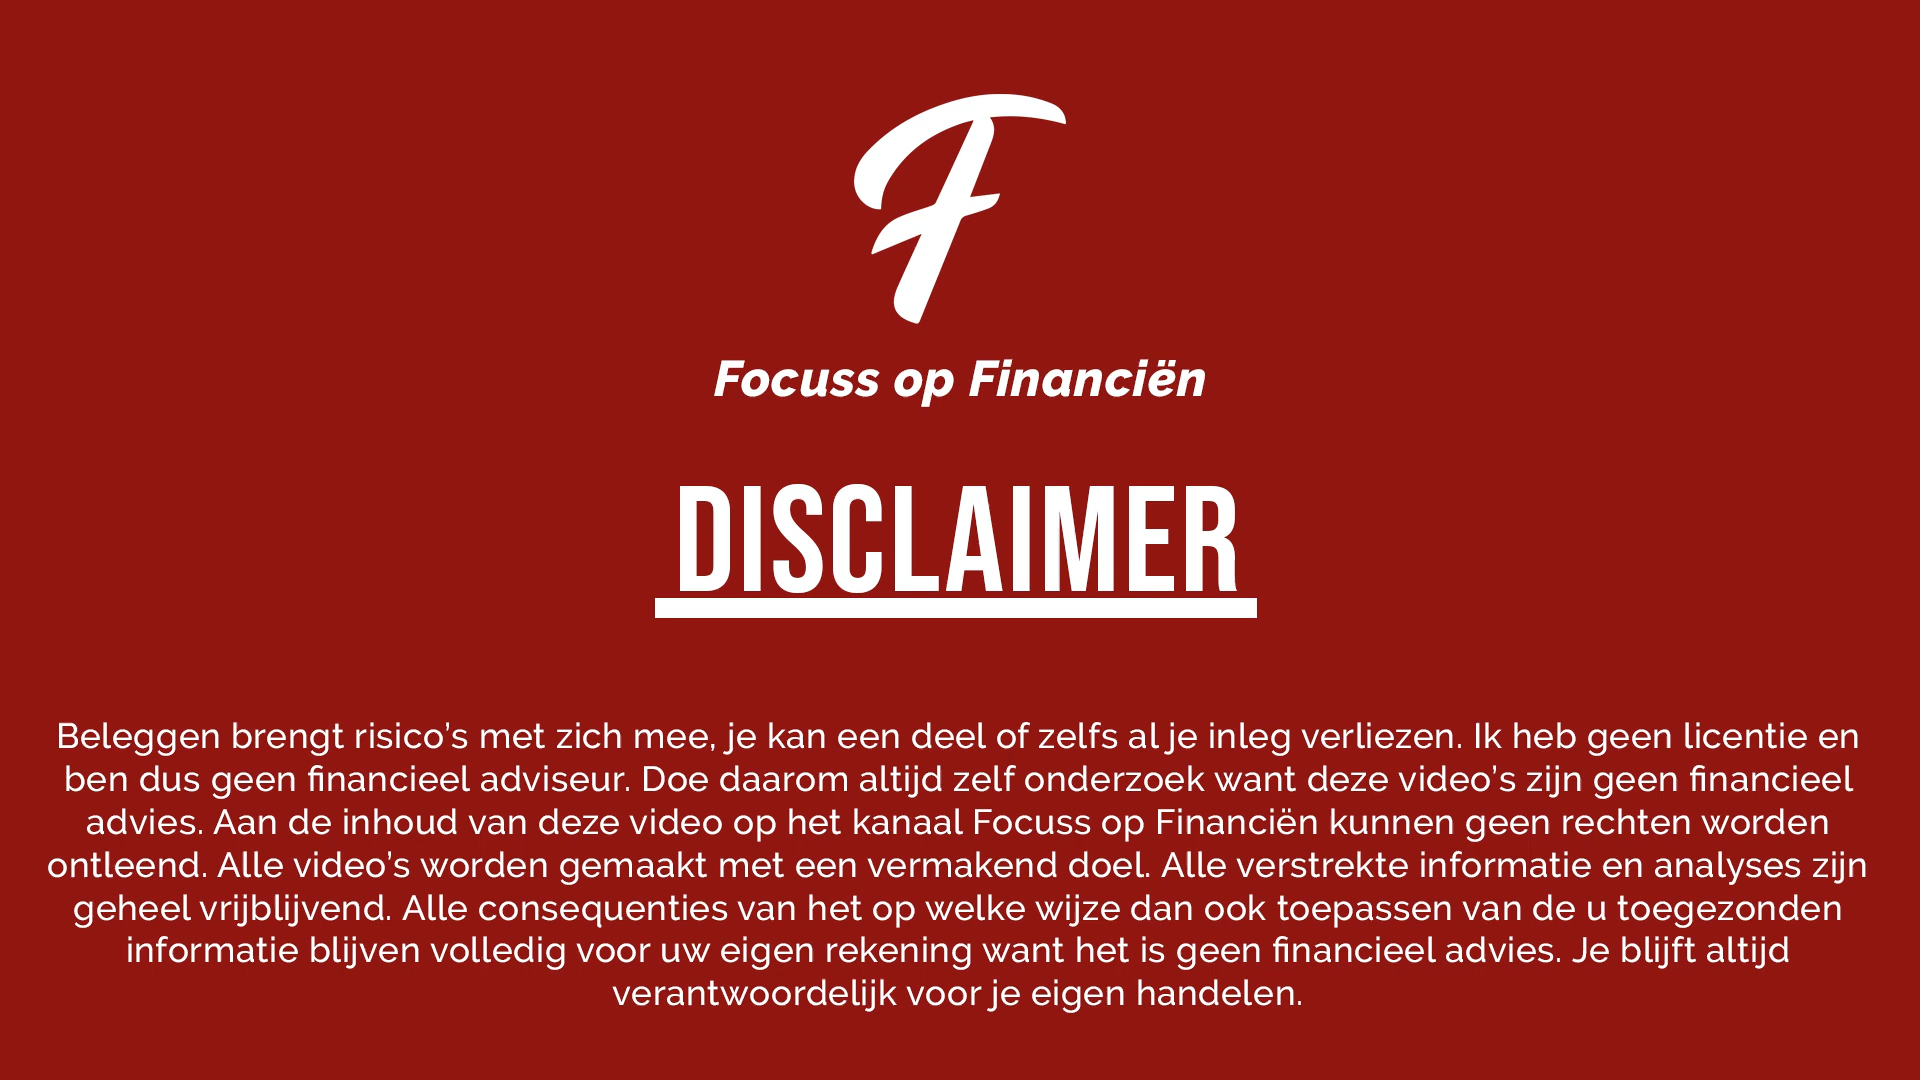 F
Focuss op Financiën
DISCLAIMER
Beleggen brengt risico’s met zich mee, je kan een deel of zelfs al je inleg verliezen. Ik heb geen licentie en
ben dus geen financieel adviseur. Doe daarom altijd zelf onderzoek want deze video’s zijn geen financieel
advies. Aan de inhoud van deze video op het kanaal Focuss op Financiën kunnen geen rechten worden
ontleend. Alle video’s worden gemaakt met een vermakend doel. Alle verstrekte informatie en analyses zijn
geheel vrijblijvend. Alle consequenties van het op welke wijze dan ook toepassen van de u toegezonden
informatie blijven volledig voor uw eigen rekening want het is geen financieel advies. Je blijft altijd
verantwoordelijk voor je eigen handelen.